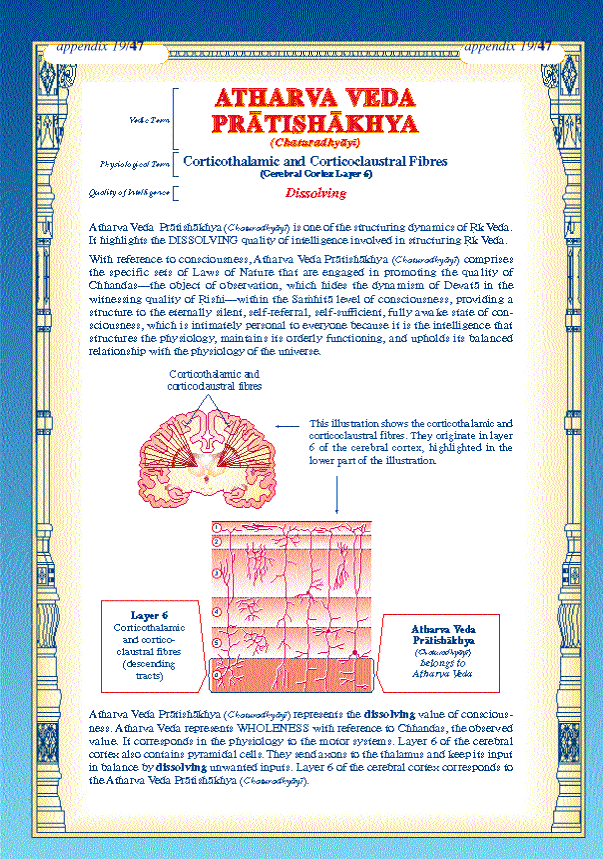 appendix 19/47
appendix 19/47
ATHARVA VEDA
PRĀTISHĀKHYA
(Chaturadhyāyī)
Vedic Term
Physiological Term
Corticothalamic and Corticoclaustral Fibres
(Cerebral Cortex Layer 6)
Quality of Intelligence
Dissolving
Atharva Veda Prātishākhya (Chaturadhyāyī) is one of the structuring dynamics of Ṛk Veda.
It highlights the DISSOLVING quality of intelligence involved in structuring Ṛk Veda.
With reference to consciousness, Atharva Veda Prātishākhya (Chaturadhyāyī) comprises
the specific sets of Laws of Nature that are engaged in promoting the quality of
Chhandas—the object of observation, which hides the dynamism of Devatā in the
witnessing quality of Ṛishi—within the Saṁhitā level of consciousness, providing a
structure to the eternally silent, self-referral, self-sufficient, fully awake state of con-
sciousness, which is intimately personal to everyone because it is the intelligence that
structures the physiology, maintains its orderly functioning, and upholds its balanced
relationship with the physiology of the universe.
Corticothalamic and
corticoclaustral fibres
This illustration shows the corticothalamic and
corticoclaustral fibres. They originate in layer
6 of the cerebral cortex, highlighted in the
lower part of the illustration.
1
2
3
4
5
6
Layer 6
Corticothalamic
and cortico-
claustral fibres
(descending
tracts)
Atharva Veda
Prātishākhya
(Chaturadhyāyī)
belongs to
Atharva Veda
Atharva Veda Prātishākhya (Chaturadhyāyī) represents the dissolving value of conscious-
ness. Atharva Veda represents WHOLENESS with reference to Chhandas, the observed
value. It corresponds in the physiology to the motor systems. Layer 6 of the cerebral
cortex also contains pyramidal cells. They send axons to the thalamus and keep its input
in balance by dissolving unwanted inputs. Layer 6 of the cerebral cortex corresponds to
the Atharva Veda Prātishākhya (Chaturadhyāyī).